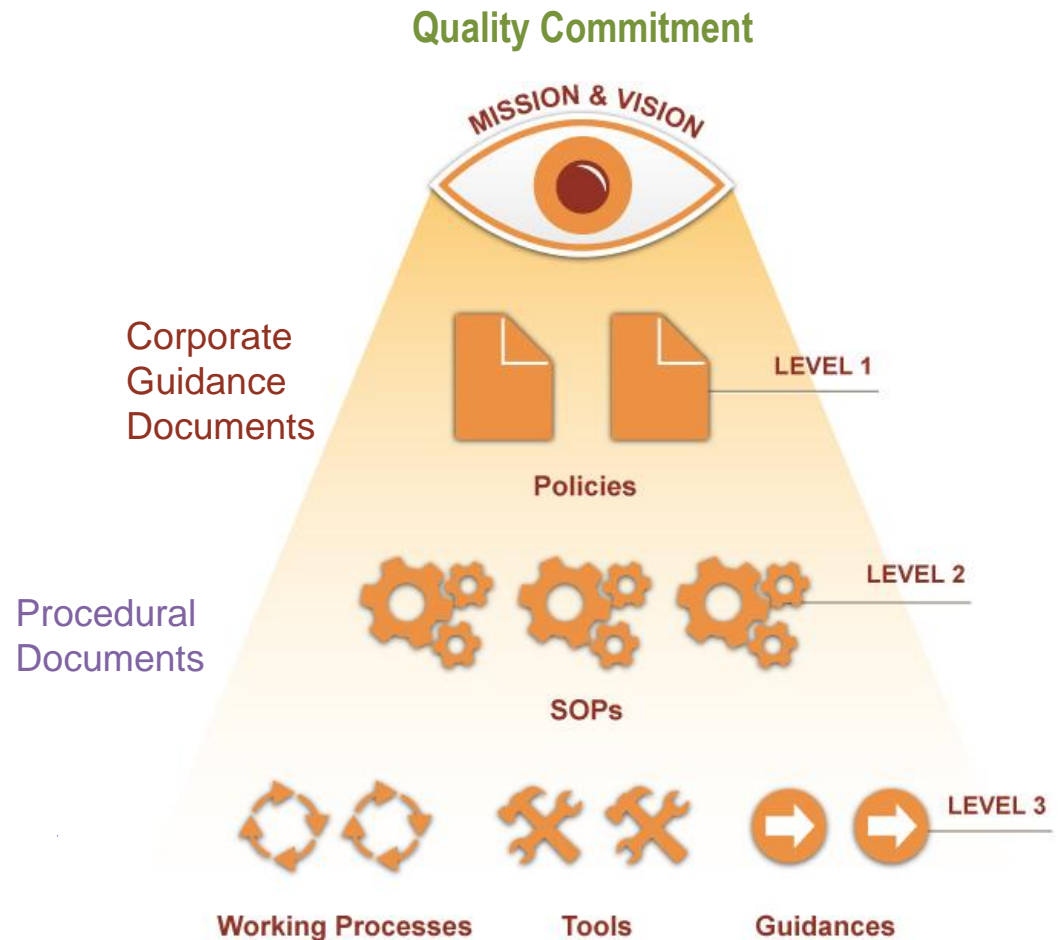 Quality Commitment
MISSION & VISION
Corporate
Guidance
Documents
LEVEL 1
Policies
LEVEL 2
Procedural
Documents
SOPs
LEVEL 3
Working Processes
Tools
Guidances